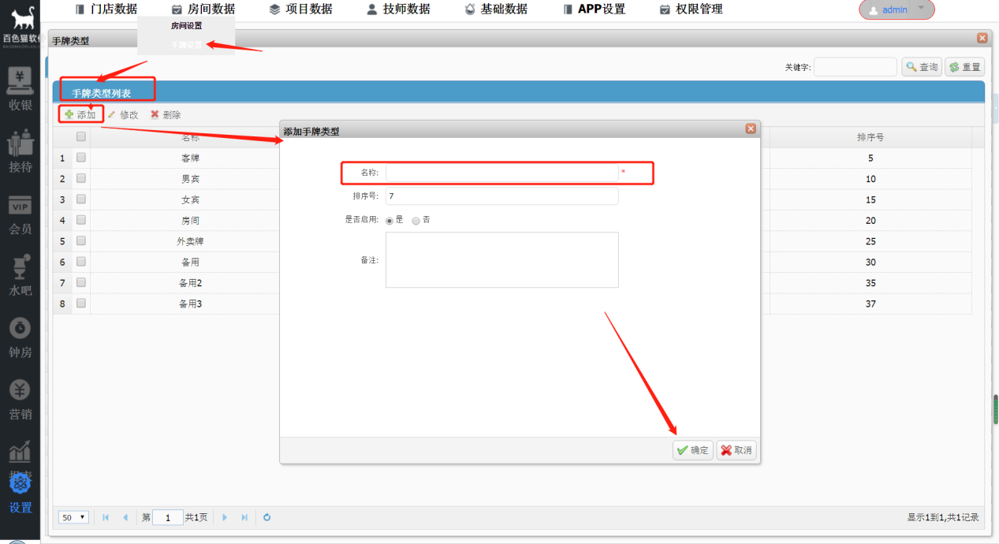 门店数据 房间数据 项目数据 技师数据 基础数据 APP设置 权限管理 admin
房间设置
手牌设置
百色猫软件
手牌类型
关键字: 查询 重置
手牌类型列表
添加 修改 删除
名称 排序号
1 客牌 5
2 男宾 10
3 女宾 15
4 房间 20
5 外卖牌 25
6 备用 30
7 备用2 35
8 备用3 37
添加手牌类型
名称: *
排序号: 7
是否启用: 是 否
备注:
确定 取消
收银
接待
VIP
会员
水吧
钟房
营销
报表
设置
50 第 1 共1页 显示1到1,共1记录